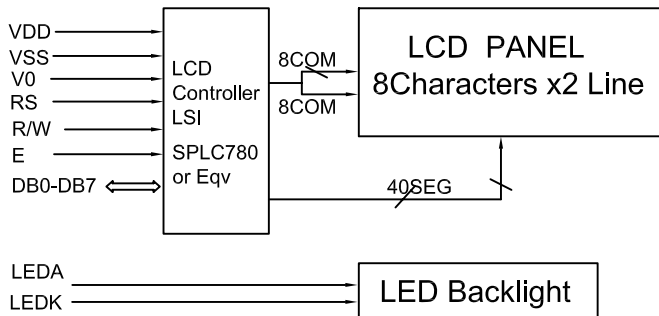 VDD
VSS
V0
RS
R/W
E
DB0-DB7
LCD
Controller
LSI
SPLC780
or Eqv
8COM
8COM
40SEG
LCD PANEL
8Characters x2 Line
LEDA
LEDK
LED Backlight